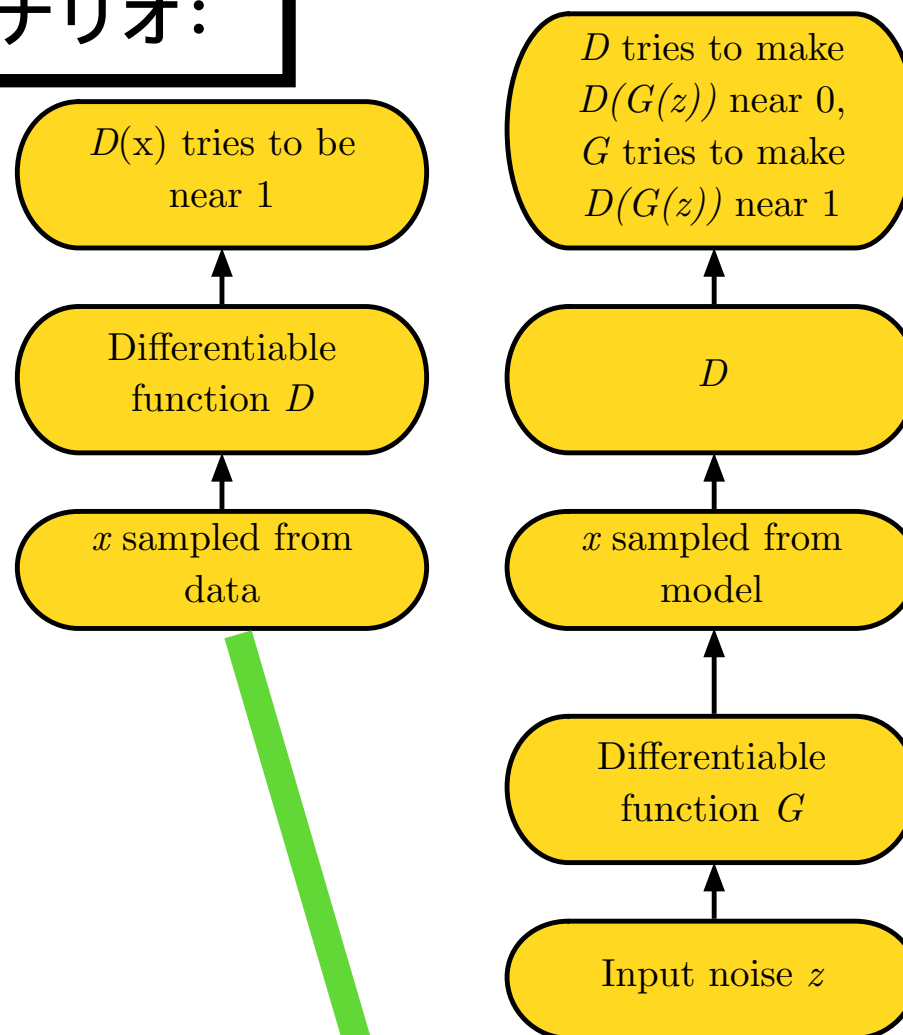 ナリオ:
D(x) tries to be
near 1
Differentiable
function D
x sampled from
data
D tries to make
D(G(z)) near 0,
G tries to make
D(G(z)) near 1
D
x sampled from
model
Differentiable
function G
Input noise z